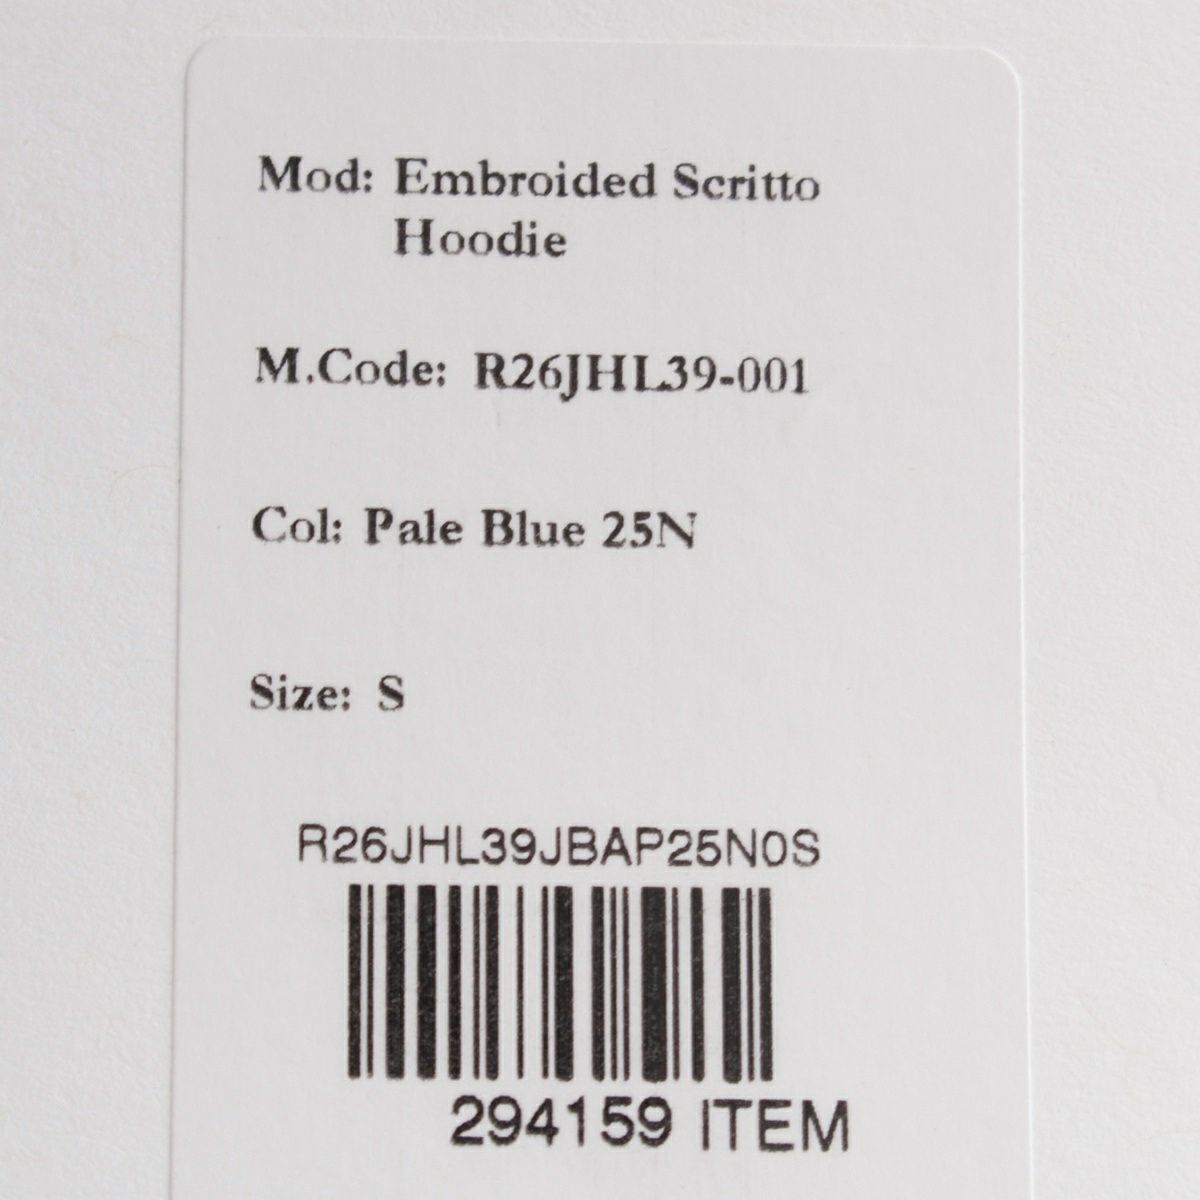 Mod: Embroided Scritto
Hoodie
M.Code: R26JHL39-001
Col: Pale Blue 25N
Size: S
R26JHL39JBAP25N0S
294159 ITEM